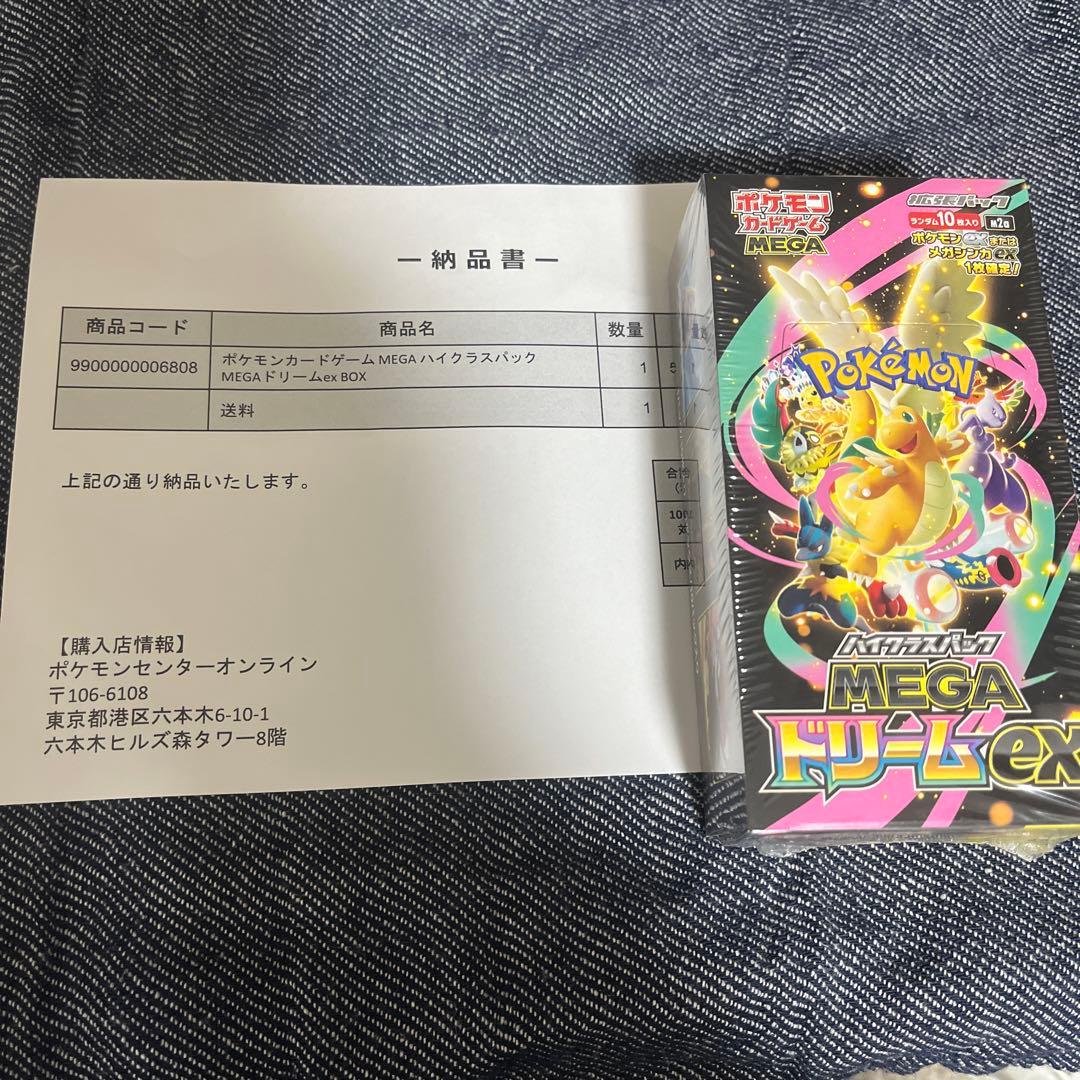 ― 納 品 書 ―
商品コード 商品名 数量
9900000006808 ポケモンカードゲーム MEGA ハイクラスパック 1
MEGAドリームex BOX
送料 1
上記の通り納品いたします。
合
10
対
内
【購入店情報】
ポケモンセンターオンライン
〒106-6108
東京都港区六本木6-10-1
六本木ヒルズ森タワー8階
ポケモン
カードゲーム
MEGA
拡張パック
ランダム10枚入り M2a
ポケモンexまたは
メガシンカex
1枚確定!
POKéMON
ハイクラスパック
MEGA
ドリームex